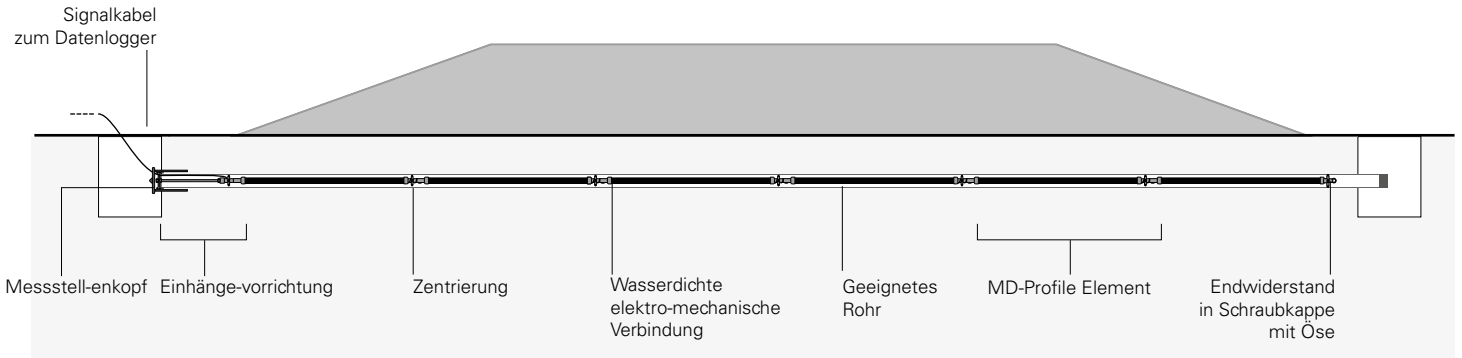 Signalkabel
zum Datenlogger
Messstell-enkopf
Einhänge-vorrichtung
Zentrierung
Wasserdichte
elektro-mechanische
Verbindung
Geeignetes
Rohr
MD-Profile Element
Endwiderstand
in Schraubkappe
mit Öse